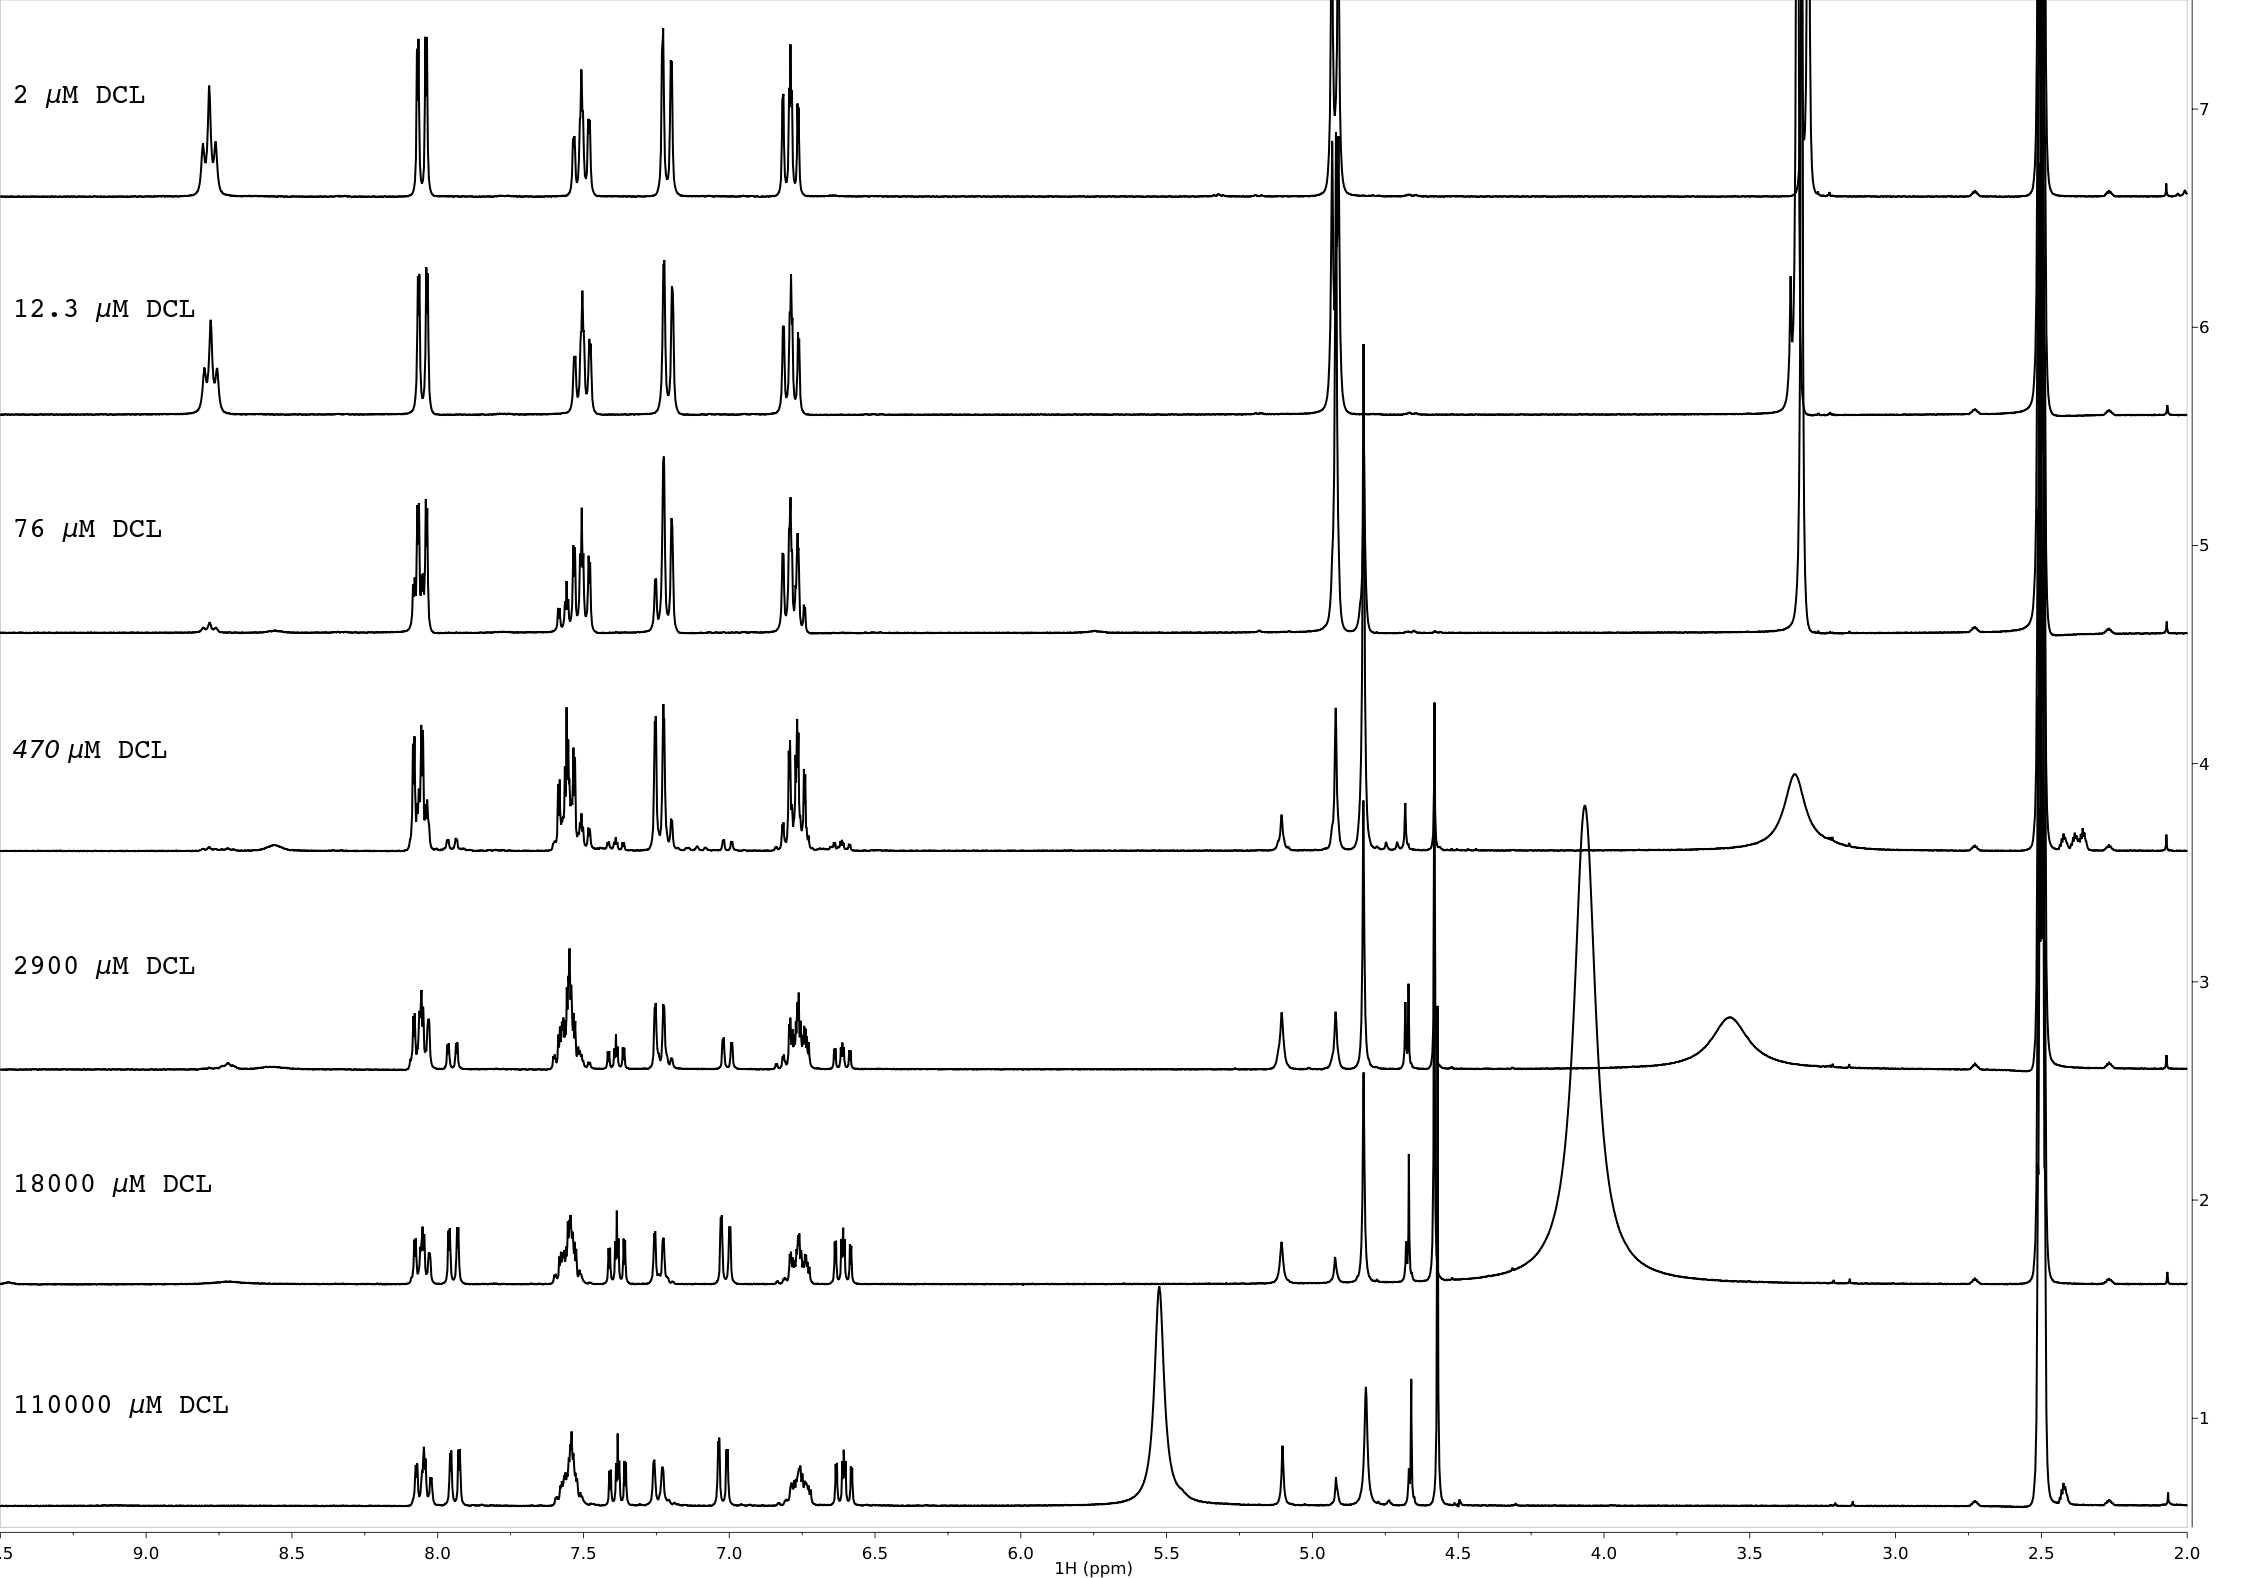 2 μM DCL
7
12.3 μM DCL
6
76 μM DCL
5
470 μM DCL
4
2900 μM DCL
3
18000 μM DCL
2
110000 μM DCL
1
.5 9.0 8.5 8.0 7.5 7.0 6.5 6.0 5.5 5.0 4.5 4.0 3.5 3.0 2.5 2.0
1H (ppm)